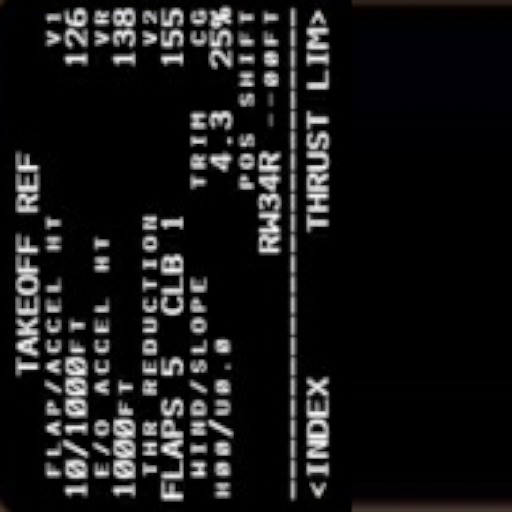 TAKEOFF REF
FLAP/ACCEL HT V1
10/1000FT 126
E/O ACCEL HT VR
1000FT 138
THR REDUCTION V2
FLAPS 5 CLB 1 155
WIND/SLOPE TRIM CG
H00/U0.0 4.3 25%
POS SHIFT
RW34R --00FT
<INDEX THRUST LIM>